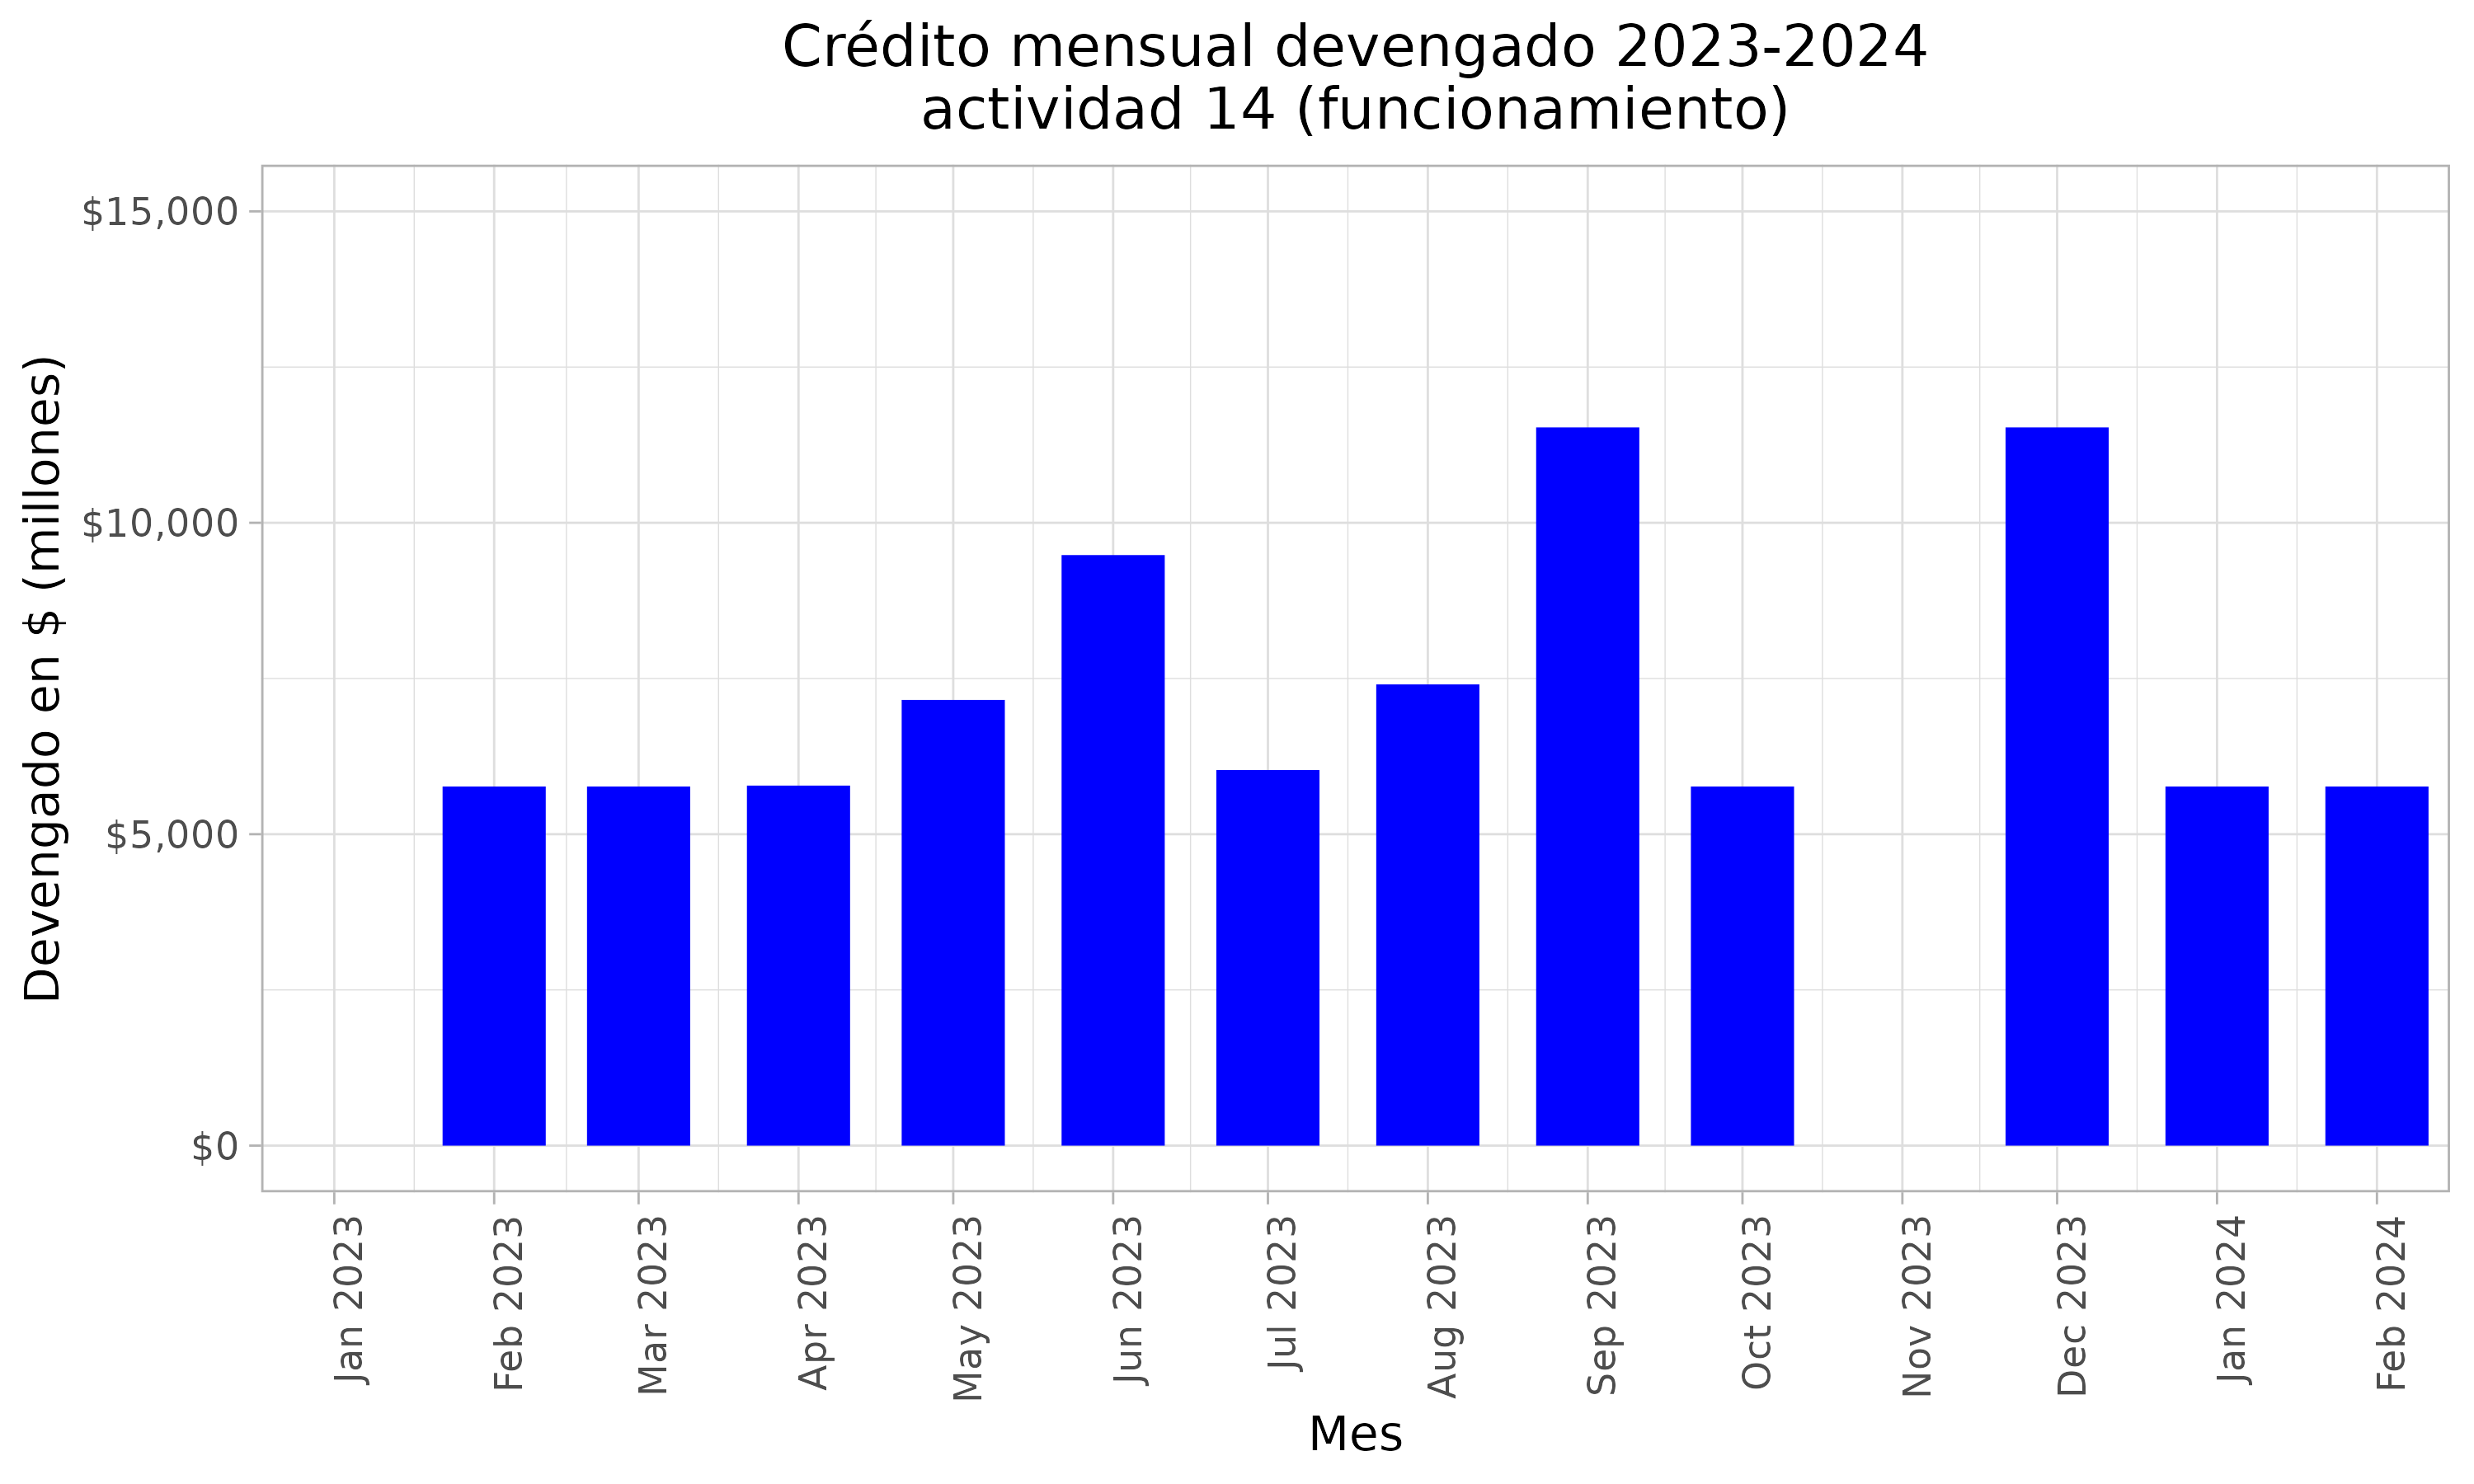 Crédito mensual devengado 2023-2024
actividad 14 (funcionamiento)
Devengado en $ (millones)
$15,000
$10,000
$5,000
$0
Jan 2023
Feb 2023
Mar 2023
Apr 2023
May 2023
Jun 2023
Jul 2023
Aug 2023
Sep 2023
Oct 2023
Nov 2023
Dec 2023
Jan 2024
Feb 2024
Mes